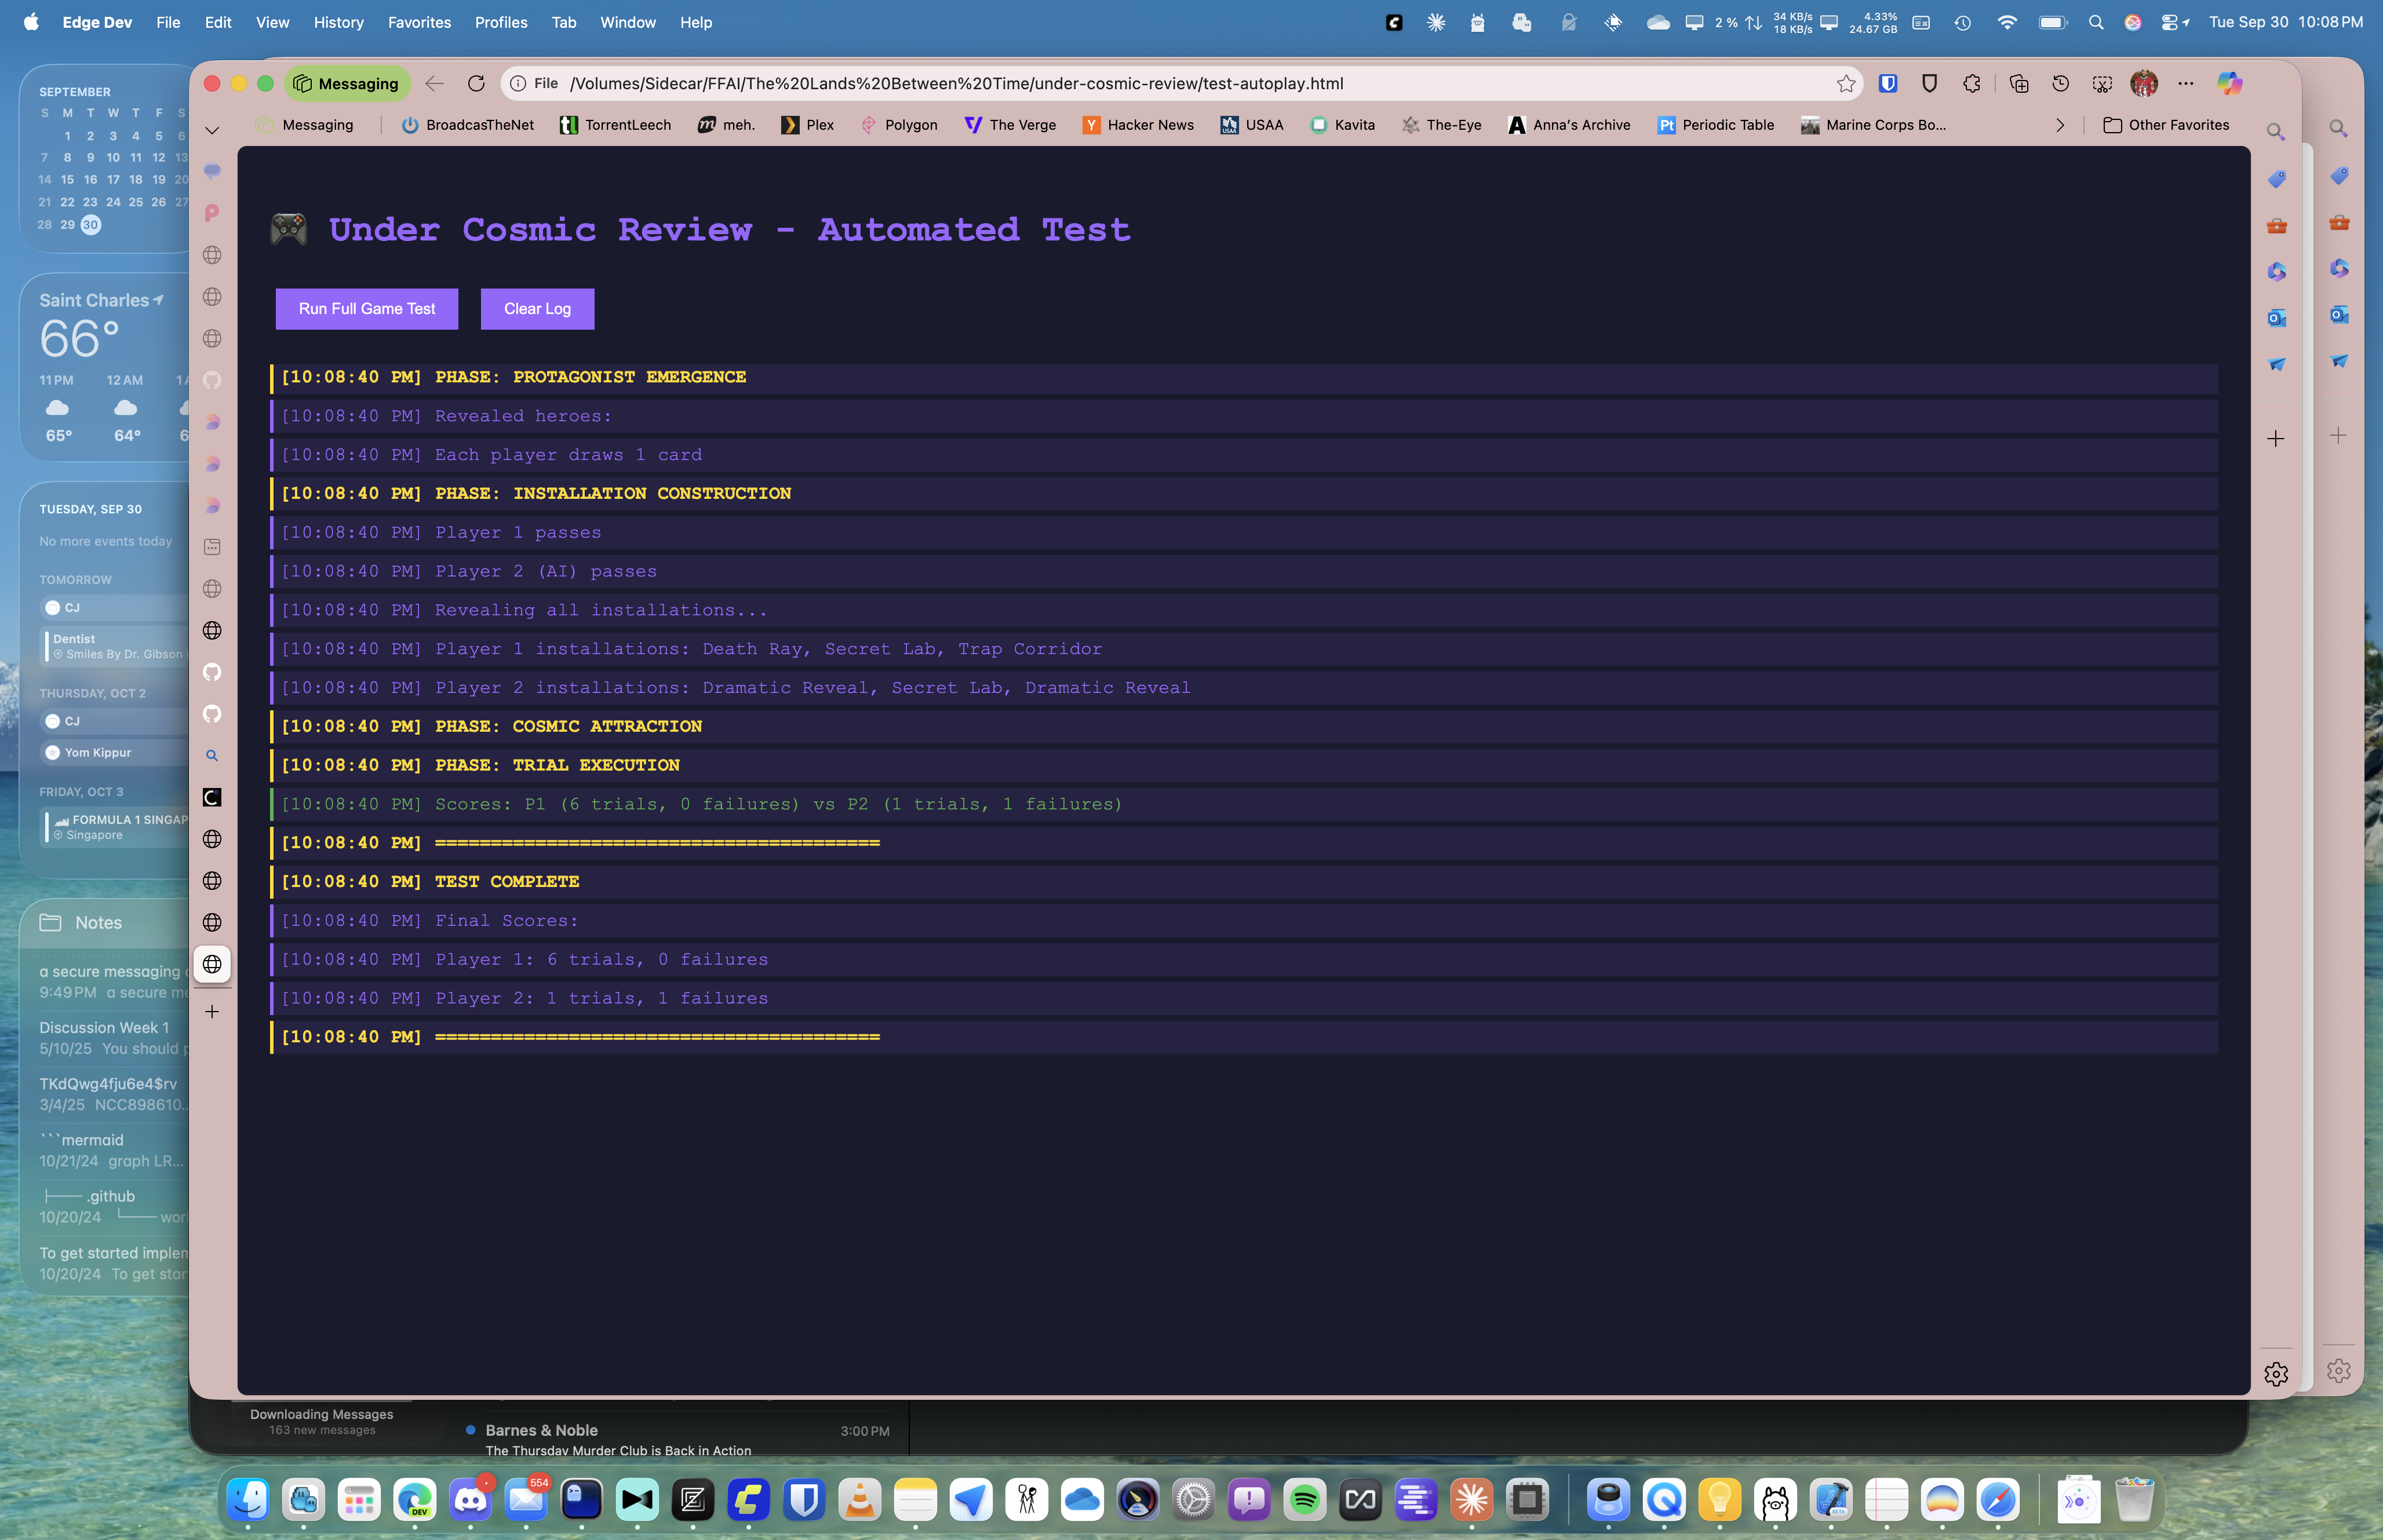 Edge Dev File Edit View History Favorites Profiles Tab Window Help
2 % 34 KB/s 18 KB/s 4.33% 24.67 GB Tue Sep 30 10:08 PM
SEPTEMBER
S M T W T F S
1 2 3 4 5 6
7 8 9 10 11 12 13
14 15 16 17 18 19 20
21 22 23 24 25 26 27
28 29 30
Saint Charles
66°
11 PM 12 AM
65° 64°
TUESDAY, SEP 30
No more events today
TOMORROW
CJ
Dentist
Smiles By Dr. Gibson
THURSDAY, OCT 2
CJ
Yom Kippur
FRIDAY, OCT 3
FORMULA 1 SINGAP
Singapore
Notes
a secure messaging
9:49 PM a secure me
Discussion Week 1
5/10/25 You should p
TKdQwg4fju6e4$rv
3/4/25 NCC898610...
```mermaid
10/21/24 graph LR...
├── .github
10/20/24 └── wor
To get started implem
10/20/24 To get star
Messaging
File /Volumes/Sidecar/FFAI/The%20Lands%20Between%20Time/under-cosmic-review/test-autoplay.html
Messaging BroadcasTheNet TorrentLeech meh. Plex Polygon The Verge Hacker News USAA Kavita The-Eye Anna's Archive Periodic Table Marine Corps Bo... Other Favorites
Under Cosmic Review - Automated Test
Run Full Game Test Clear Log
[10:08:40 PM] PHASE: PROTAGONIST EMERGENCE
[10:08:40 PM] Revealed heroes:
[10:08:40 PM] Each player draws 1 card
[10:08:40 PM] PHASE: INSTALLATION CONSTRUCTION
[10:08:40 PM] Player 1 passes
[10:08:40 PM] Player 2 (AI) passes
[10:08:40 PM] Revealing all installations...
[10:08:40 PM] Player 1 installations: Death Ray, Secret Lab, Trap Corridor
[10:08:40 PM] Player 2 installations: Dramatic Reveal, Secret Lab, Dramatic Reveal
[10:08:40 PM] PHASE: COSMIC ATTRACTION
[10:08:40 PM] PHASE: TRIAL EXECUTION
[10:08:40 PM] Scores: P1 (6 trials, 0 failures) vs P2 (1 trials, 1 failures)
[10:08:40 PM] ========================================
[10:08:40 PM] TEST COMPLETE
[10:08:40 PM] Final Scores:
[10:08:40 PM] Player 1: 6 trials, 0 failures
[10:08:40 PM] Player 2: 1 trials, 1 failures
[10:08:40 PM] ========================================
Downloading Messages
163 new messages
Barnes & Noble 3:00 PM
The Thursday Murder Club is Back in Action
554
DEV